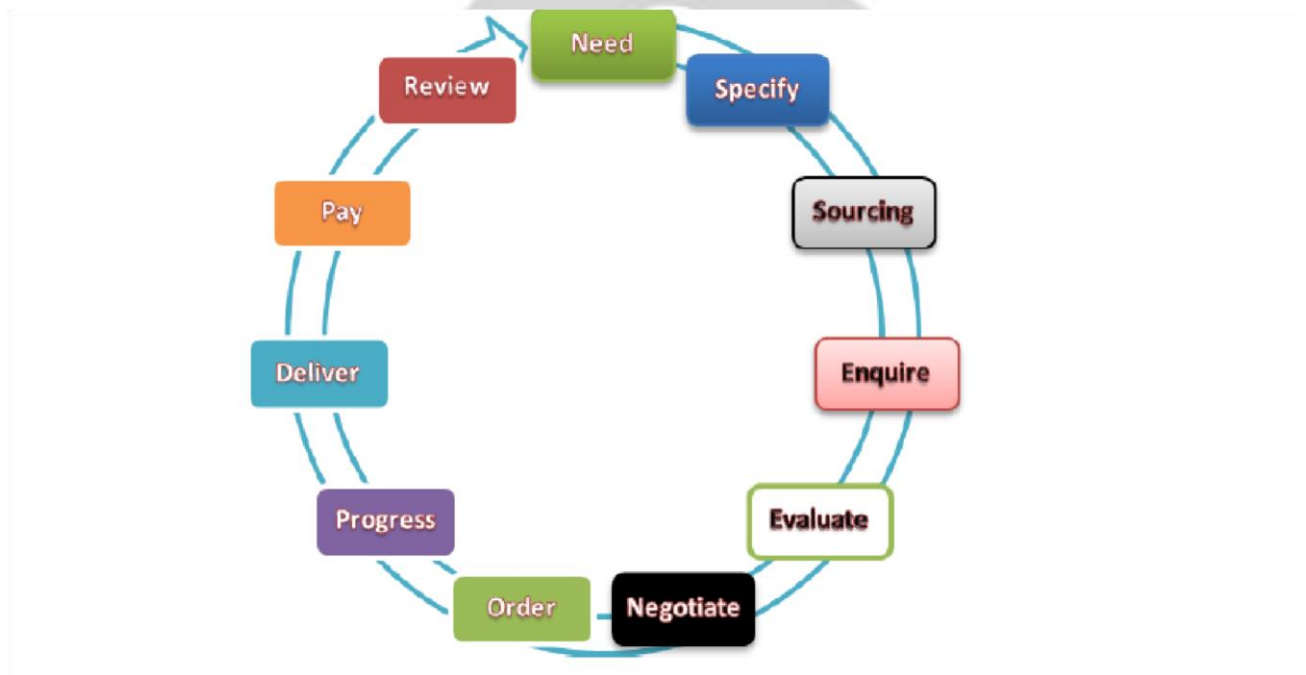 Need
Specify
Sourcing
Enquire
Evaluate
Negotiate
Order
Progress
Deliver
Pay
Review